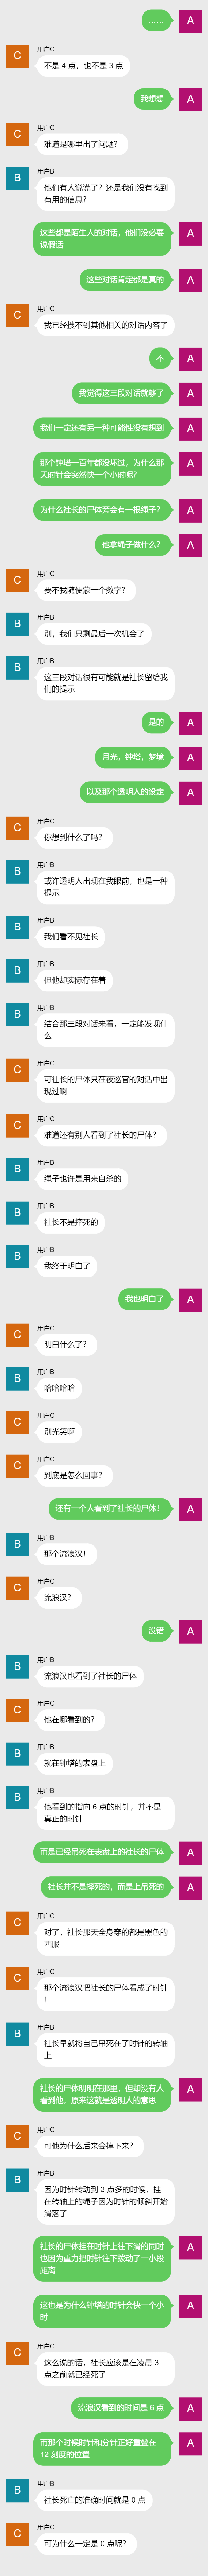 ……
A
C
用户C
不是 4 点，也不是 3 点
我想想
A
C
用户C
难道是哪里出了问题？
B
用户B
他们有人说谎了？还是我们没有找到
有用的信息？
这些都是陌生人的对话，他们没必要
说假话
A
这些对话肯定都是真的
A
C
用户C
我已经搜不到其他相关的对话内容了
不
A
我觉得这三段对话就够了
A
我们一定还有另一种可能性没有想到
A
那个钟塔一百年都没坏过，为什么那
天时针会突然快一个小时呢？
A
为什么社长的尸体旁会有一根绳子？
A
他拿绳子做什么？
A
C
用户C
要不我随便蒙一个数字？
B
用户B
别，我们只剩最后一次机会了
B
用户B
这三段对话很有可能就是社长留给我
们的提示
是的
A
月光，钟塔，梦境
A
以及那个透明人的设定
A
C
用户C
你想到什么了吗？
B
用户B
或许透明人出现在我眼前，也是一种
提示
B
用户B
我们看不见社长
B
用户B
但他却实际存在着
B
用户B
结合那三段对话来看，一定能发现什
么
C
用户C
可社长的尸体只在夜巡官的对话中出
现过啊
C
用户C
难道还有别人看到了社长的尸体？
B
用户B
绳子也许是用来自杀的
B
用户B
社长不是摔死的
B
用户B
我终于明白了
我也明白了
A
C
用户C
明白什么了？
B
用户B
哈哈哈哈
C
用户C
别光笑啊
C
用户C
到底是怎么回事？
还有一个人看到了社长的尸体！
A
B
用户B
那个流浪汉！
C
用户C
流浪汉？
没错
A
B
用户B
流浪汉也看到了社长的尸体
C
用户C
他在哪看到的？
B
用户B
就在钟塔的表盘上
B
用户B
他看到的指向 6 点的时针，并不是
真正的时针
而是已经吊死在表盘上的社长的尸体
A
社长并不是摔死的，而是上吊死的
A
C
用户C
对了，社长那天全身穿的都是黑色的
西服
C
用户C
那个流浪汉把社长的尸体看成了时针
！
B
用户B
社长早就将自己吊死在了时针的转轴
上
社长的尸体明明在那里，但却没有人
看到他，原来这就是透明人的意思
A
C
用户C
可他为什么后来会掉下来？
B
用户B
因为时针转动到 3 点多的时候，挂
在转轴上的绳子因为时针的倾斜开始
滑落了
社长的尸体挂在时针上往下滑的同时
也因为重力把时针往下拨动了一小段
距离
A
这也是为什么钟塔的时针会快一个小
时
A
C
用户C
这么说的话，社长应该是在凌晨 3
点之前就已经死了
流浪汉看到的时间是 6 点
A
而那个时候时针和分针正好重叠在
12 刻度的位置
A
B
用户B
社长死亡的准确时间就是 0 点
C
用户C
可为什么一定是 0 点呢？